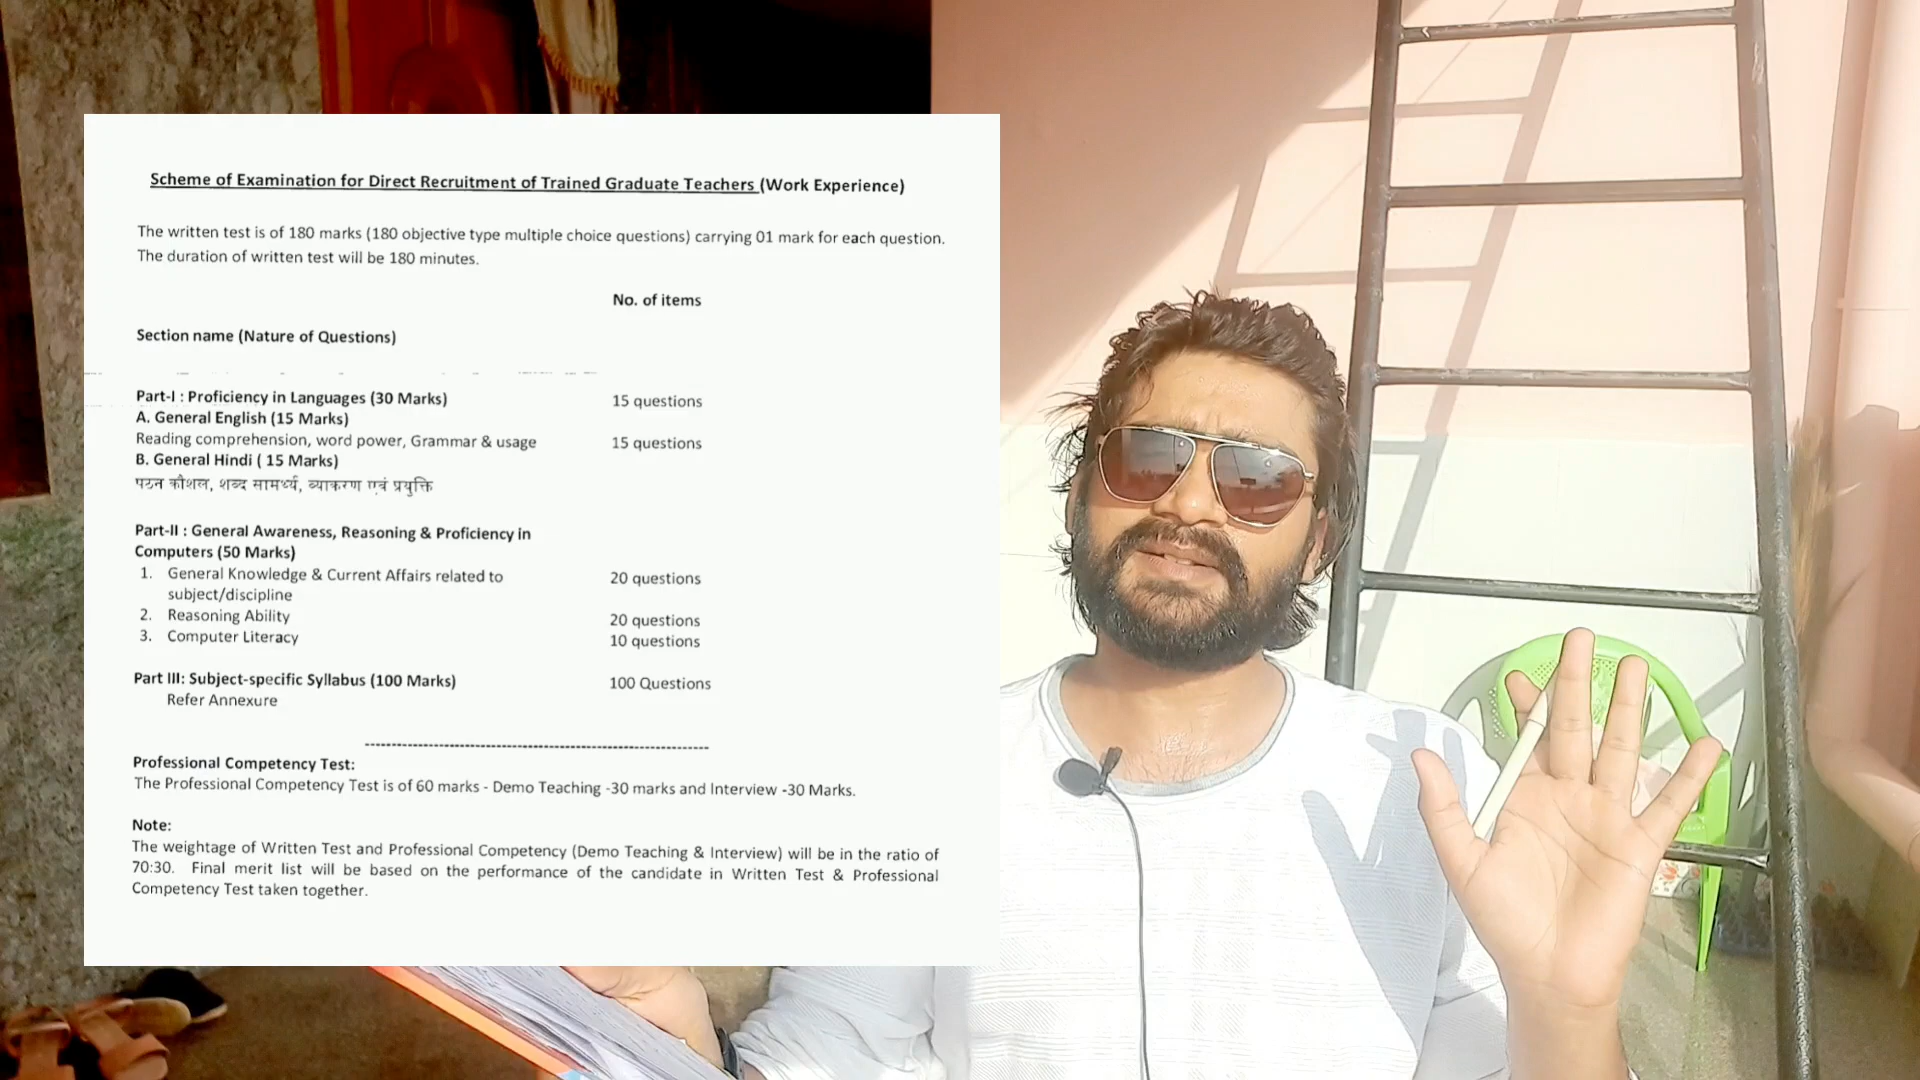 Scheme of Examination for Direct Recruitment of Trained Graduate Teachers (Work Experience)
The written test is of 180 marks (180 objective type multiple choice questions) carrying 01 mark for each question.
The duration of written test will be 180 minutes.
No. of items
Section name (Nature of Questions)
Part-I : Proficiency in Languages (30 Marks) 15 questions
A. General English (15 Marks)
Reading comprehension, word power, Grammar & usage 15 questions
B. General Hindi ( 15 Marks)
पठन कौशल, शब्द सामर्थ्य, व्याकरण एवं प्रयुक्ति
Part-II : General Awareness, Reasoning & Proficiency in
Computers (50 Marks)
1. General Knowledge & Current Affairs related to 20 questions
subject/discipline
2. Reasoning Ability 20 questions
3. Computer Literacy 10 questions
Part III: Subject-specific Syllabus (100 Marks) 100 Questions
Refer Annexure
Professional Competency Test:
The Professional Competency Test is of 60 marks - Demo Teaching -30 marks and Interview -30 Marks.
Note:
The weightage of Written Test and Professional Competency (Demo Teaching & Interview) will be in the ratio of
70:30. Final merit list will be based on the performance of the candidate in Written Test & Professional
Competency Test taken together.